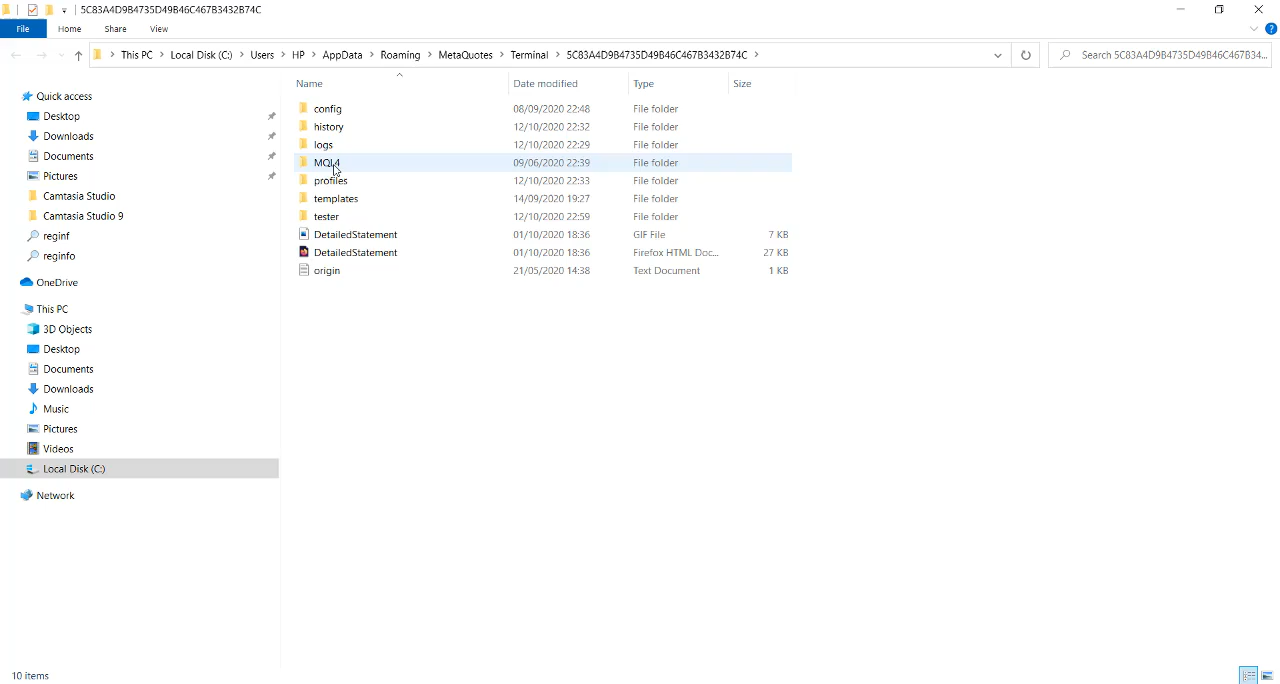 5C83A4D9B4735D49B46C467B3432B74C
File Home Share View
This PC Local Disk (C:) Users HP AppData Roaming MetaQuotes Terminal 5C83A4D9B4735D49B46C467B3432B74C
Search 5C83A4D9B4735D49B46C467B34...
Quick access
Desktop
Downloads
Documents
Pictures
Camtasia Studio
Camtasia Studio 9
reginf
reginfo
OneDrive
This PC
3D Objects
Desktop
Documents
Downloads
Music
Pictures
Videos
Local Disk (C:)
Network
Name Date modified Type Size
config 08/09/2020 22:48 File folder
history 12/10/2020 22:32 File folder
logs 12/10/2020 22:29 File folder
MQL4 09/06/2020 22:39 File folder
profiles 12/10/2020 22:33 File folder
templates 14/09/2020 19:27 File folder
tester 12/10/2020 22:59 File folder
DetailedStatement 01/10/2020 18:36 GIF File 7 KB
DetailedStatement 01/10/2020 18:36 Firefox HTML Doc... 27 KB
origin 21/05/2020 14:38 Text Document 1 KB
10 items